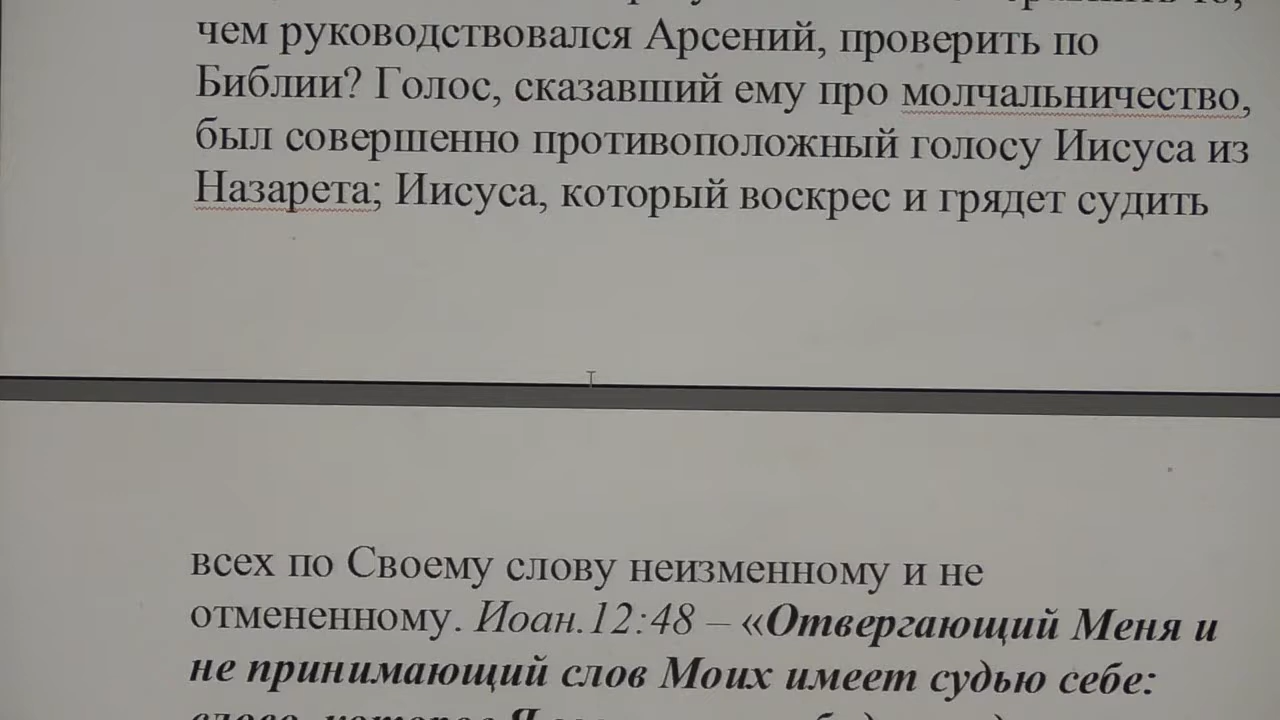 чем руководствовался Арсений, проверить по
Библии? Голос, сказавший ему про молчальничество,
был совершенно противоположный голосу Иисуса из
Назарета; Иисуса, который воскрес и грядет судить
всех по Своему слову неизменному и не
отмененному. Иоан.12:48 – «Отвергающий Меня и
не принимающий слов Моих имеет судью себе: